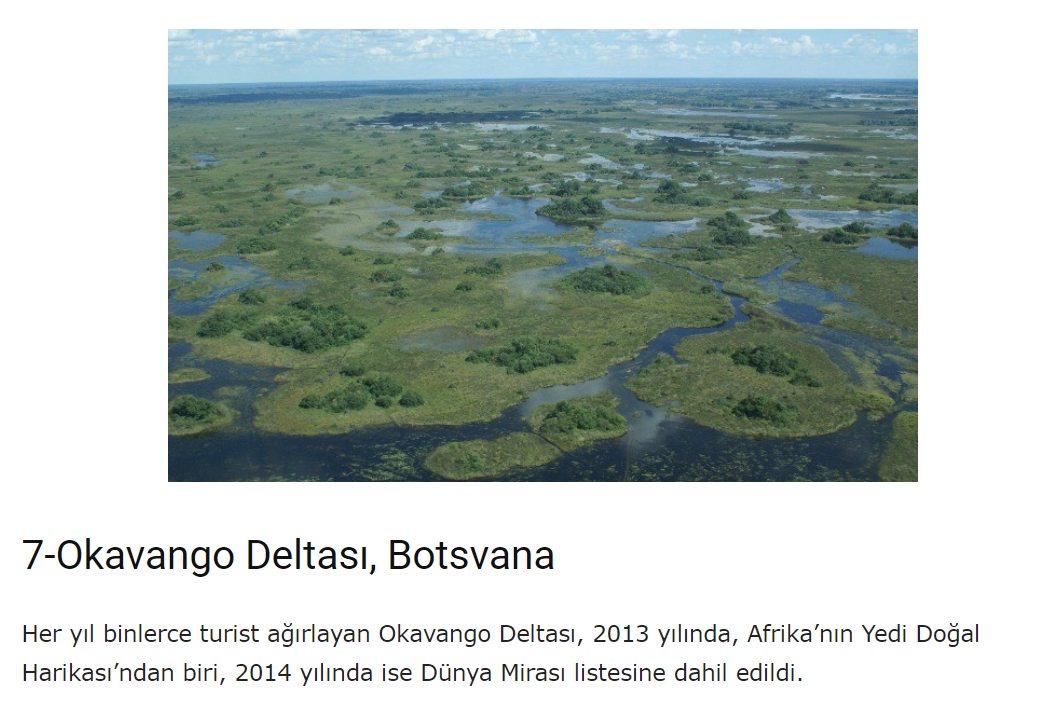 7-Okavango Deltası, Botsvana
Her yıl binlerce turist ağırlayan Okavango Deltası, 2013 yılında, Afrika’nın Yedi Doğal
Harikası’ndan biri, 2014 yılında ise Dünya Mirası listesine dahil edildi.